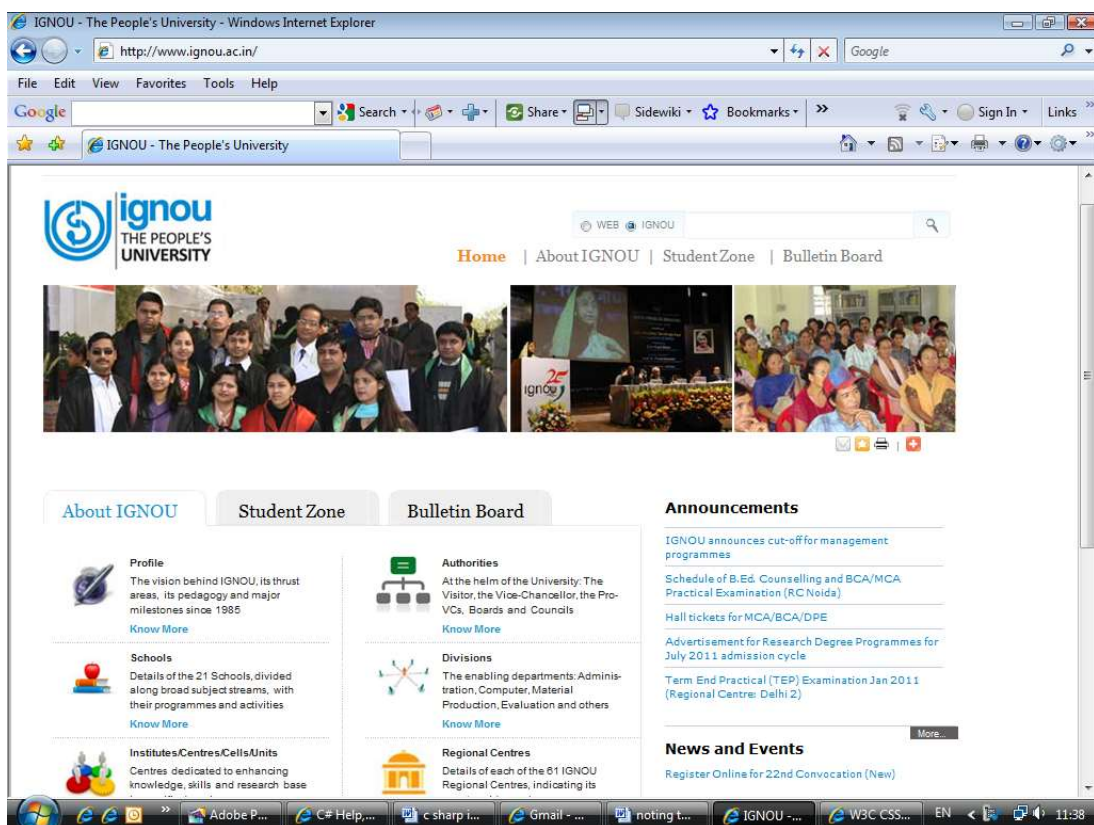 IGNOU - The People's University - Windows Internet Explorer
http://www.ignou.ac.in/
Google
File Edit View Favorites Tools Help
Google Search Share Sidewiki Bookmarks » Sign In Links »
IGNOU - The People's University »
ignou
THE PEOPLE'S
UNIVERSITY
WEB IGNOU
Home | About IGNOU | Student Zone | Bulletin Board
25
ignou
|
About IGNOU Student Zone Bulletin Board
Profile
The vision behind IGNOU, its thrust
areas, its pedagogy and major
milestones since 1985
Know More
Authorities
At the helm of the University: The
Visitor, the Vice-Chancellor, the Pro-
VCs, Boards and Councils
Know More
Schools
Details of the 21 Schools, divided
along broad subject streams, with
their programmes and activities
Know More
Divisions
The enabling departments: Adminis-
tration, Computer, Material
Production, Evaluation and others
Know More
Institutes/Centres/Cells/Units
Centres dedicated to enhancing
knowledge, skills and research base
Regional Centres
Details of each of the 61 IGNOU
Regional Centres, indicating its
Announcements
IGNOU announces cut-off for management
programmes
Schedule of B.Ed. Counselling and BCA/MCA
Practical Examination (RC Noida)
Hall tickets for MCA/BCA/DPE
Advertisement for Research Degree Programmes for
July 2011 admission cycle
Term End Practical (TEP) Examination Jan 2011
(Regional Centre: Delhi 2)
More...
News and Events
Register Online for 22nd Convocation (New)
» Adobe P... C# Help,... c sharp i... Gmail - ... noting t... IGNOU -... W3C CSS... EN < 11:38